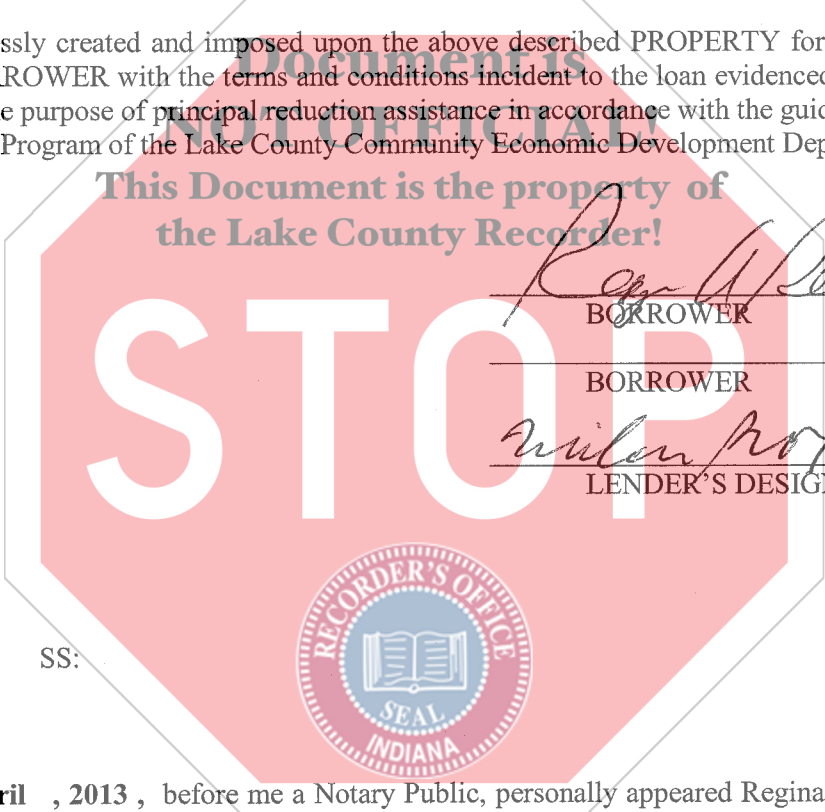 ssly created and imposed upon the above described PROPERTY for
ROWER with the terms and conditions incident to the loan evidenced
e purpose of principal reduction assistance in accordance with the guid
Program of the Lake County Community Economic Development Dep
Document is
NOT OFFICIAL!
This Document is the property of
the Lake County Recorder!
STOP
BORROWER
BORROWER
LENDER'S DESIG
RECORDER'S OFFICE
SEAL
INDIANA
SS:
ril , 2013 , before me a Notary Public, personally appeared Regina